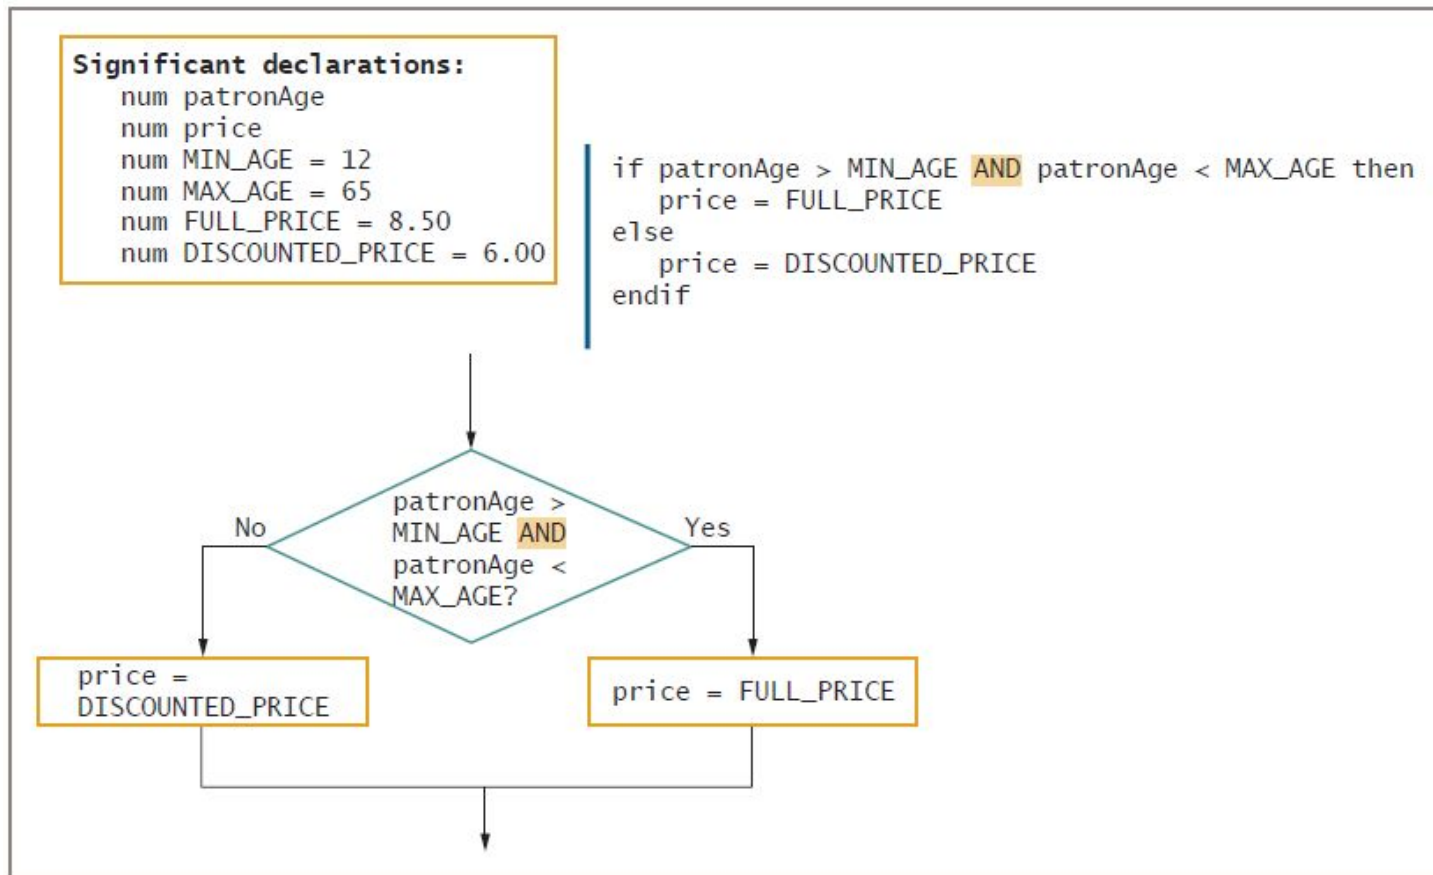 Significant declarations:
num patronAge
num price
num MIN_AGE = 12
num MAX_AGE = 65
num FULL_PRICE = 8.50
num DISCOUNTED_PRICE = 6.00
if patronAge > MIN_AGE AND patronAge < MAX_AGE then
price = FULL_PRICE
else
price = DISCOUNTED_PRICE
endif
patronAge >
MIN_AGE AND
patronAge <
MAX_AGE?
No
Yes
price =
DISCOUNTED_PRICE
price = FULL_PRICE